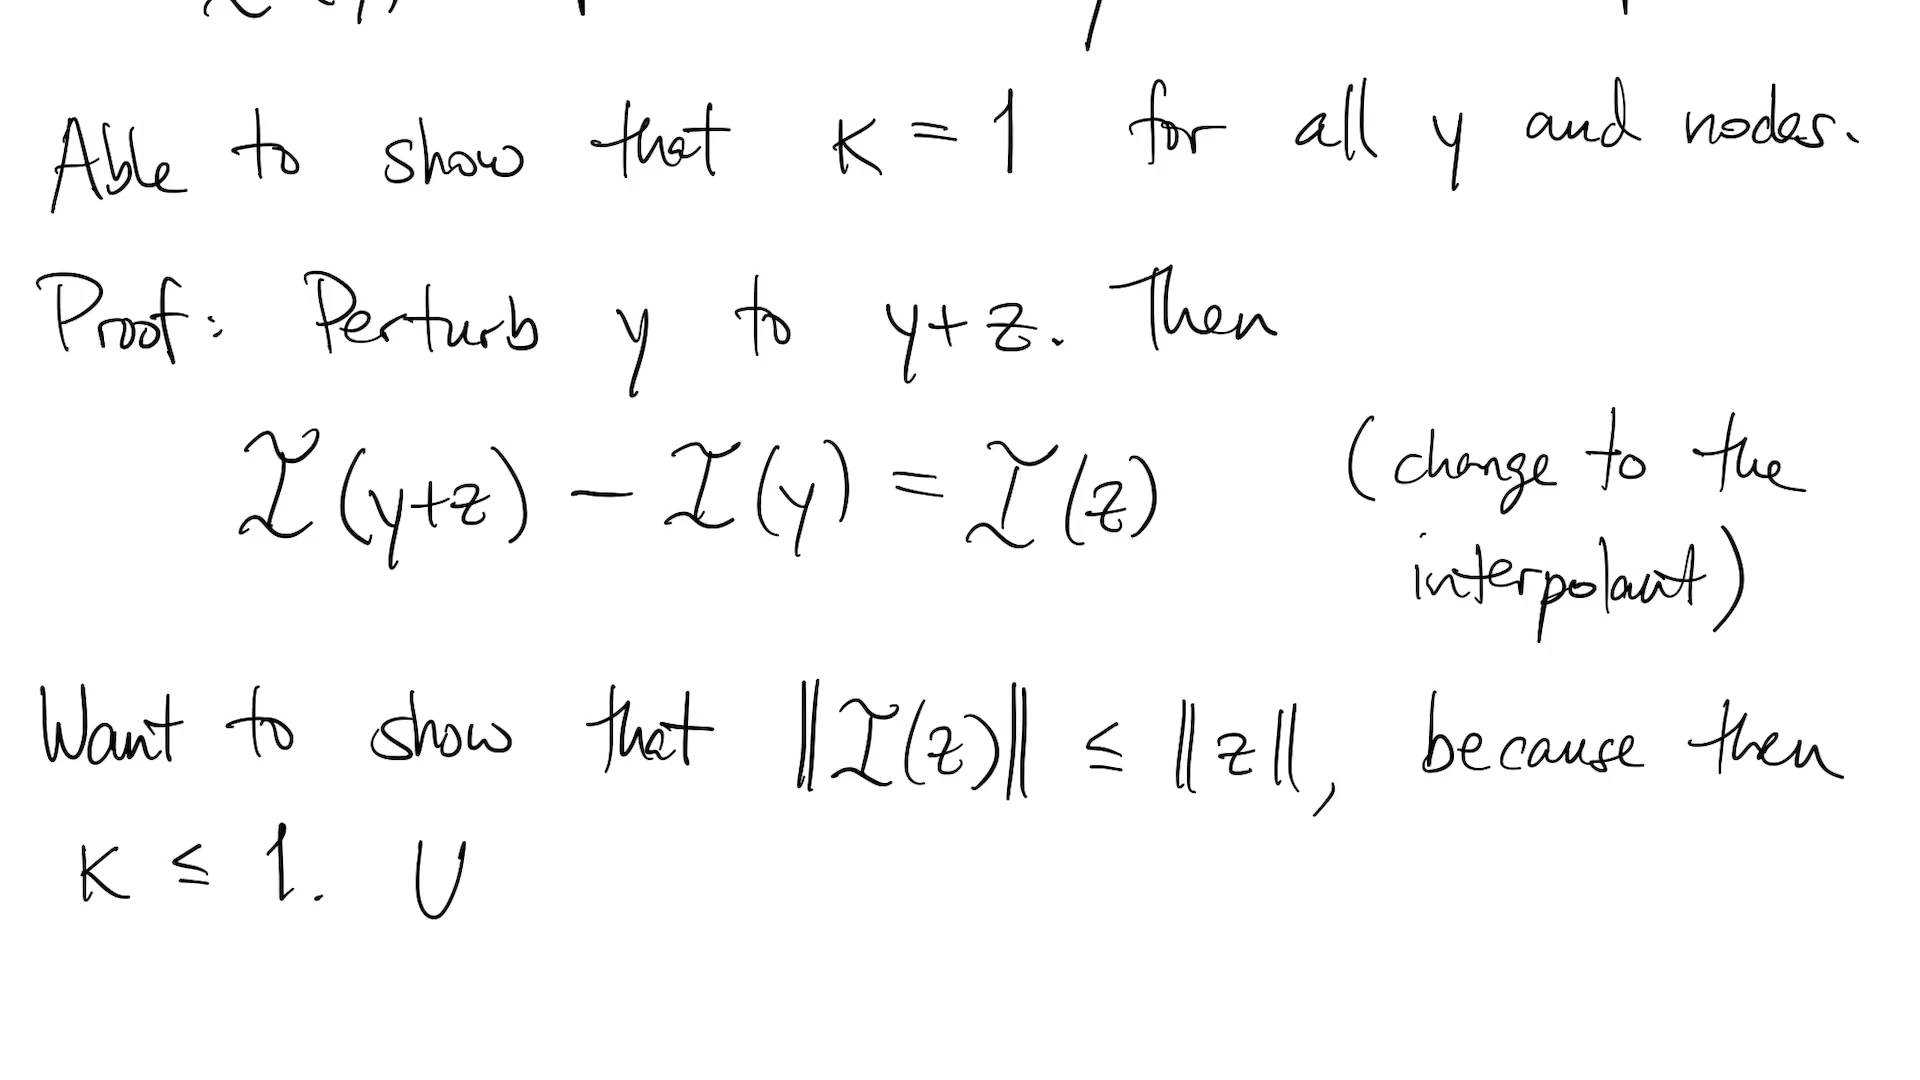 Able to show that κ = 1 for all y and nodes.
Proof: Perturb y to y+z. Then
I(y+z) − I(y) = I(z) (change to the
interpolant)
Want to show that ‖I(z)‖ ≤ ‖z‖, because then
κ ≤ 1. U